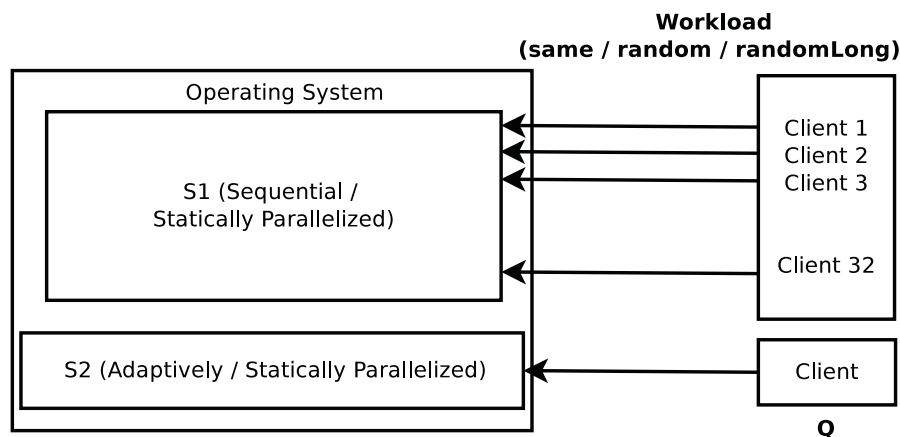 Workload
(same / random / randomLong)
Operating System
S1 (Sequential /
Statically Parallelized)
Client 1
Client 2
Client 3
Client 32
S2 (Adaptively / Statically Parallelized)
Client
Q